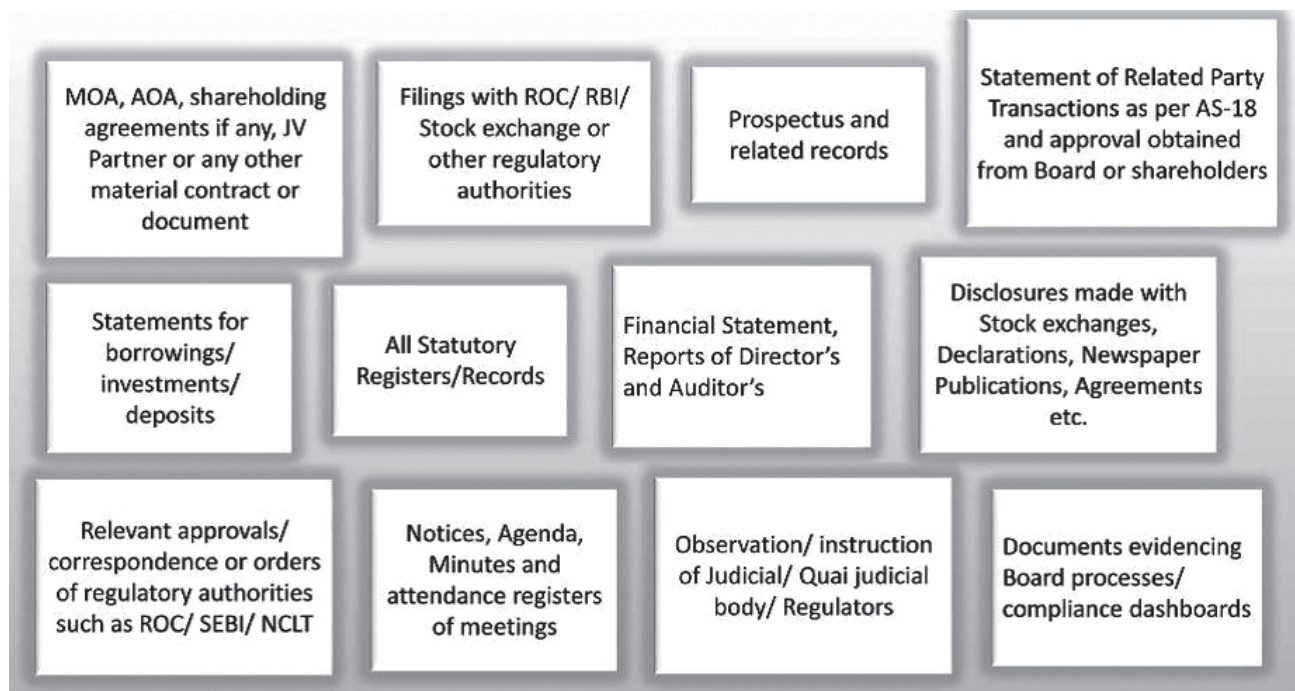 MOA, AOA, shareholding
agreements if any, JV
Partner or any other
material contract or
document
Filings with ROC/ RBI/
Stock exchange or
other regulatory
authorities
Prospectus and
related records
Statement of Related Party
Transactions as per AS-18
and approval obtained
from Board or shareholders
Statements for
borrowings/
investments/
deposits
All Statutory
Registers/Records
Financial Statement,
Reports of Director’s
and Auditor’s
Disclosures made with
Stock exchanges,
Declarations, Newspaper
Publications, Agreements
etc.
Relevant approvals/
correspondence or orders
of regulatory authorities
such as ROC/ SEBI/ NCLT
Notices, Agenda,
Minutes and
attendance registers
of meetings
Observation/ instruction
of Judicial/ Quai judicial
body/ Regulators
Documents evidencing
Board processes/
compliance dashboards